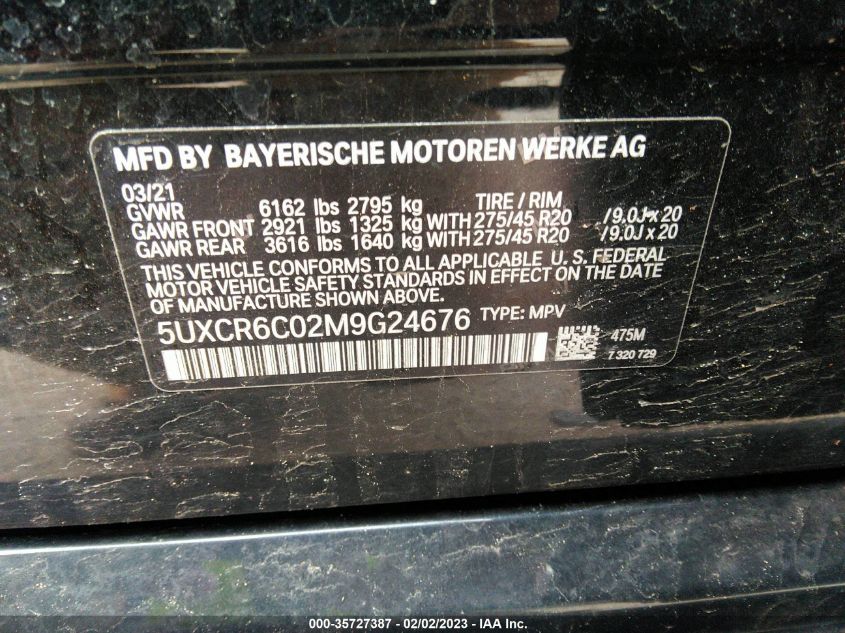 MFD BY BAYERISCHE MOTOREN WERKE AG
03/21 TIRE / RIM
GVWR 6162 lbs 2795 kg
GAWR FRONT 2921 lbs 1325 kg WITH 275/45 R20 /9.0J x 20
GAWR REAR 3616 lbs 1640 kg WITH 275/45 R20 /9.0J x 20
THIS VEHICLE CONFORMS TO ALL APPLICABLE U. S. FEDERAL
MOTOR VEHICLE SAFETY STANDARDS IN EFFECT ON THE DATE
OF MANUFACTURE SHOWN ABOVE.
5UXCR6C02M9G24676 TYPE: MPV
475M
7 320 729
000-35727387 - 02/02/2023 - IAA Inc.